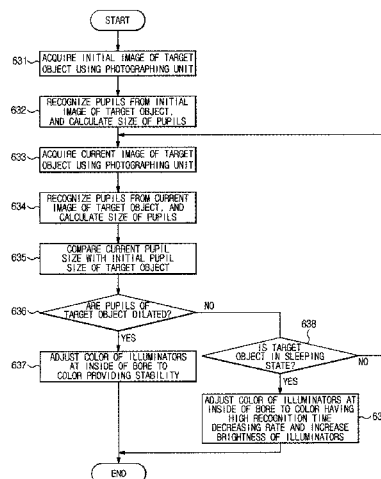 START
631
ACQUIRE INITIAL IMAGE OF TARGET
OBJECT USING PHOTOGRAPHING UNIT
632
RECOGNIZE PUPILS FROM INITIAL
IMAGE OF TARGET OBJECT,
AND CALCULATE SIZE OF PUPILS
633
ACQUIRE CURRENT IMAGE OF TARGET
OBJECT USING PHOTOGRAPHING UNIT
634
RECOGNIZE PUPILS FROM CURRENT
IMAGE OF TARGET OBJECT, AND
CALCULATE SIZE OF PUPILS
635
COMPARE CURRENT PUPIL
SIZE WITH INITIAL PUPIL
SIZE OF TARGET OBJECT
636
ARE PUPILS OF
TARGET OBJECT DILATED?
NO
YES
638
IS TARGET
OBJECT IN SLEEPING
STATE?
NO
YES
637
ADJUST COLOR OF ILLUMINATORS
AT INSIDE OF BORE TO
COLOR PROVIDING STABILITY
ADJUST COLOR OF ILLUMINATORS AT
INSIDE OF BORE TO COLOR HAVING
HIGH RECOGNITION TIME
DECREASING RATE AND INCREASE
BRIGHTNESS OF ILLUMINATORS
END